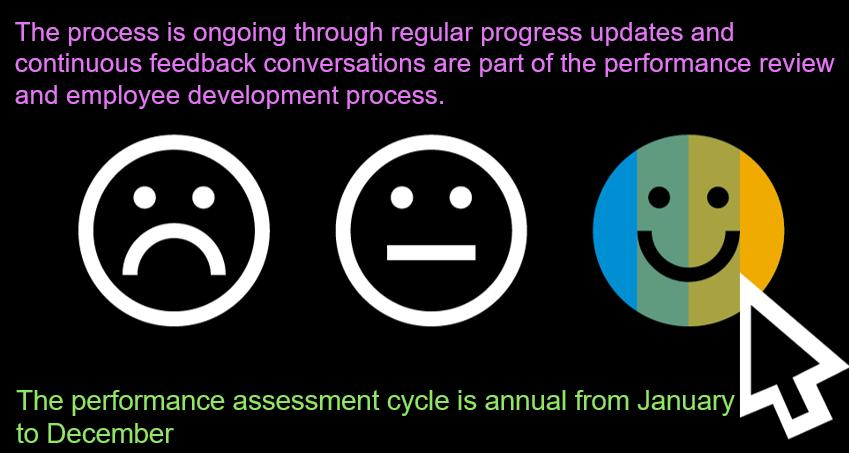 The process is ongoing through regular progress updates and
continuous feedback conversations are part of the performance review
and employee development process.
The performance assessment cycle is annual from January
to December